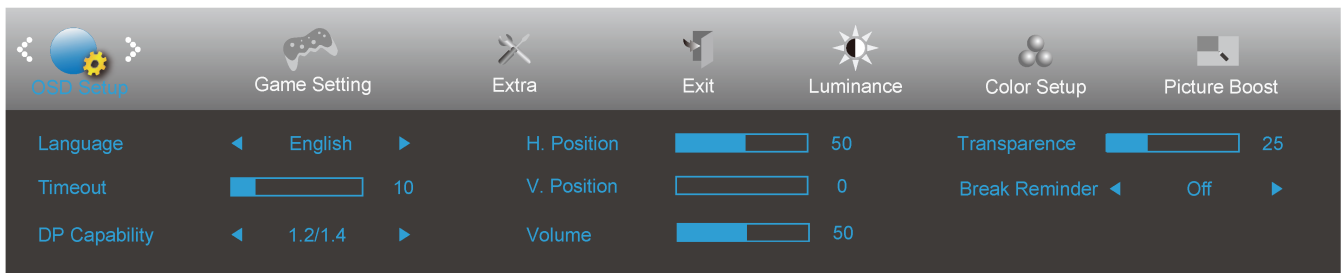 OSD Setup Game Setting Extra Exit Luminance Color Setup Picture Boost
Language English H. Position 50 Transparence 25
Timeout 10 V. Position 0 Break Reminder Off
DP Capability 1.2/1.4 Volume 50